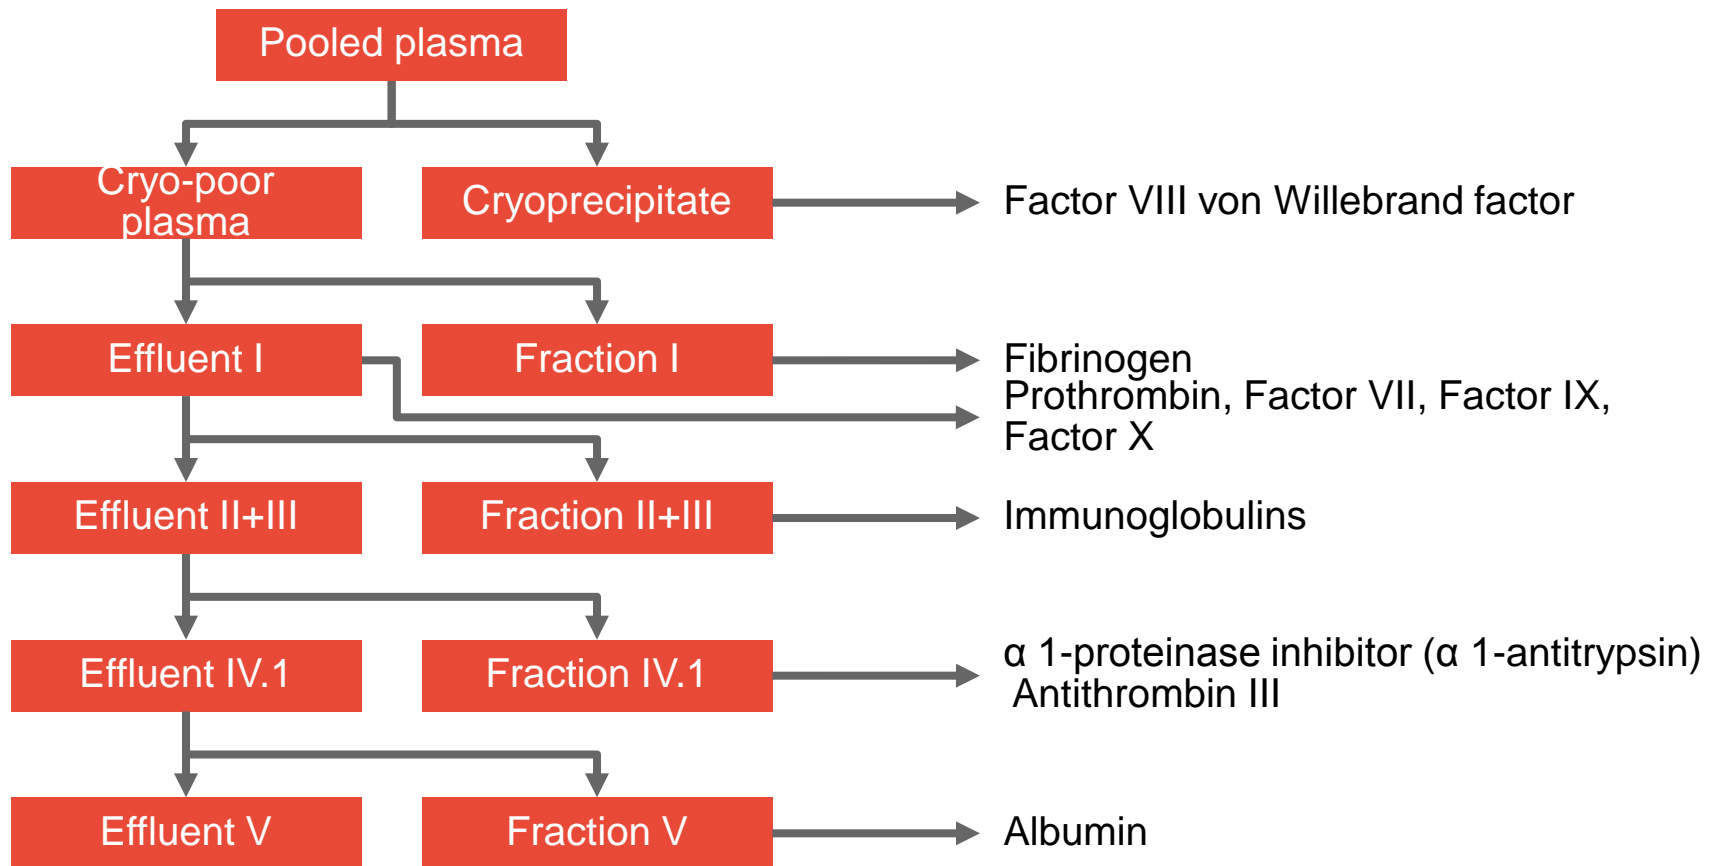 Pooled plasma
Cryo-poor
plasma
Cryoprecipitate
Factor VIII von Willebrand factor
Effluent I
Fraction I
Fibrinogen
Prothrombin, Factor VII, Factor IX,
Factor X
Effluent II+III
Fraction II+III
Immunoglobulins
Effluent IV.1
Fraction IV.1
α 1-proteinase inhibitor (α 1-antitrypsin)
Antithrombin III
Effluent V
Fraction V
Albumin